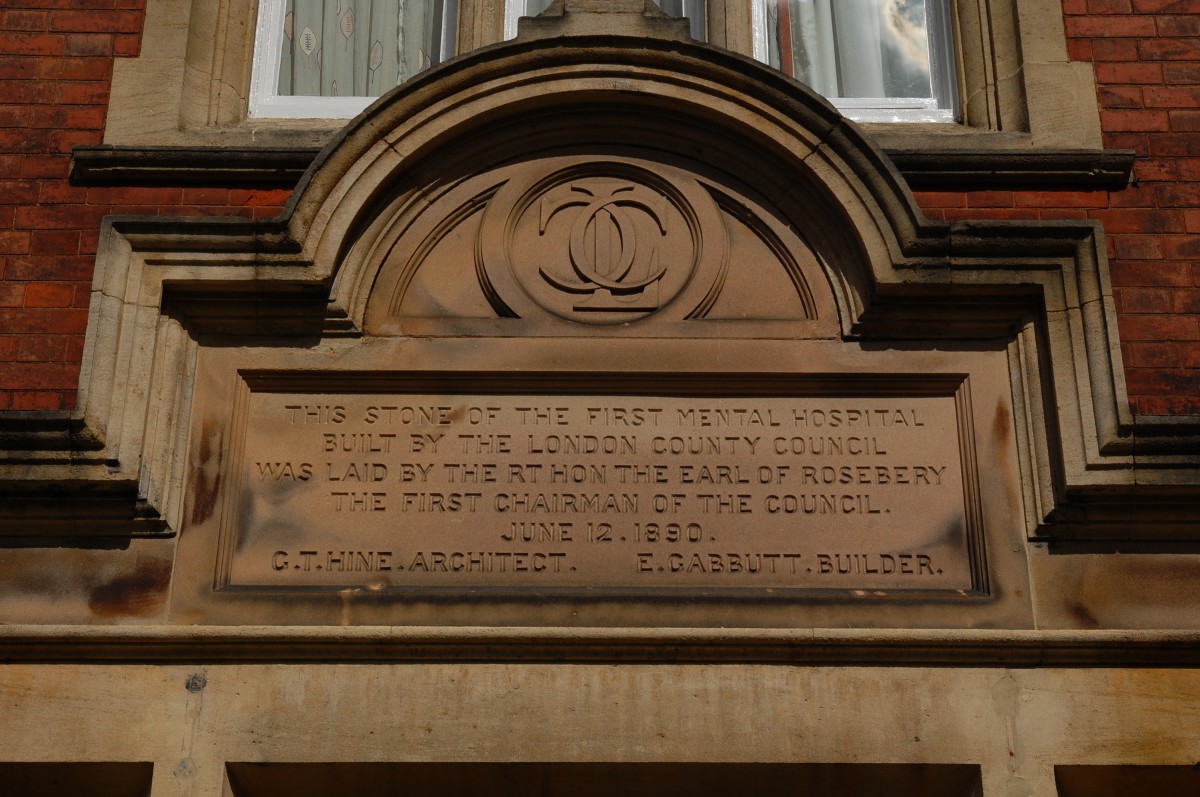 THIS STONE OF THE FIRST MENTAL HOSPITAL
BUILT BY THE LONDON COUNTY COUNCIL
WAS LAID BY THE RT HON THE EARL OF ROSEBERY
THE FIRST CHAIRMAN OF THE COUNCIL.
JUNE 12. 1890.
G.T. HINE. ARCHITECT. E. GABBUTT. BUILDER.